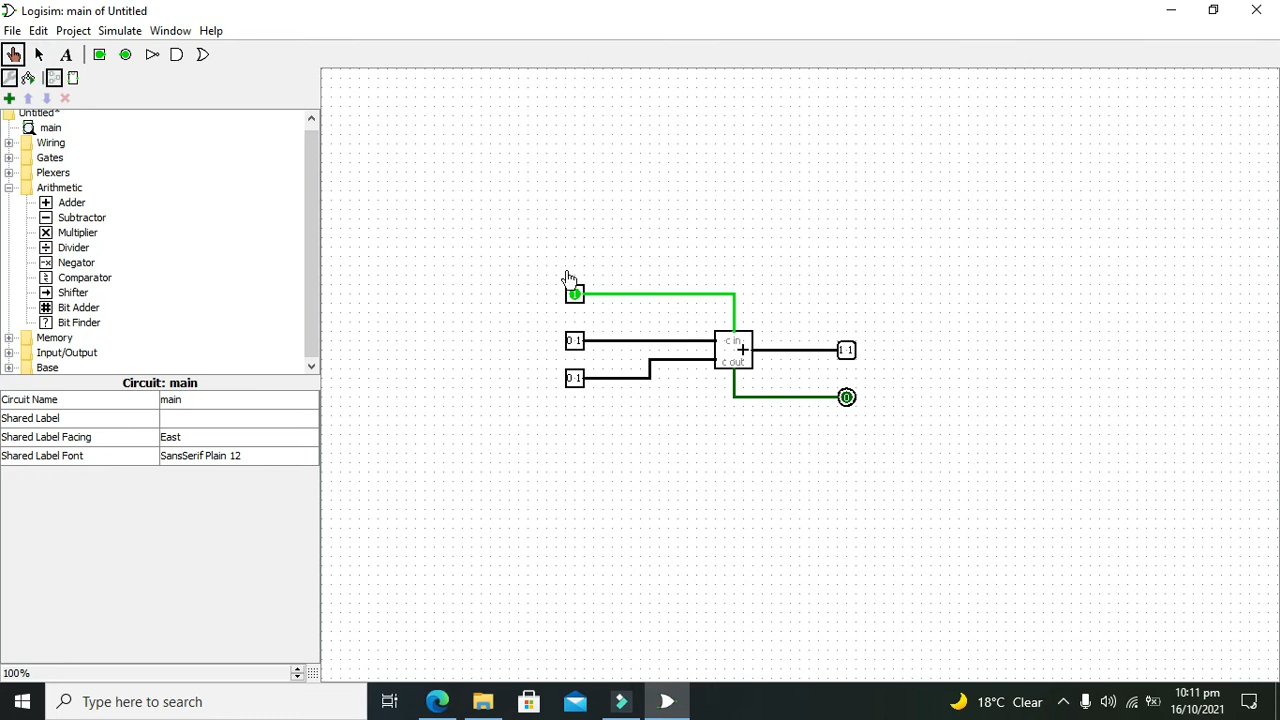 Logisim: main of Untitled
File Edit Project Simulate Window Help
A
Untitled*
main
Wiring
Gates
Plexers
Arithmetic
Adder
Subtractor
Multiplier
Divider
Negator
Comparator
Shifter
Bit Adder
? Bit Finder
Memory
Input/Output
Base
Circuit: main
Circuit Name main
Shared Label
Shared Label Facing East
Shared Label Font SansSerif Plain 12
100%
1
0 1
c in
+
c out
1 1
0 1
0
Type here to search
18°C Clear
10:11 pm
16/10/2021